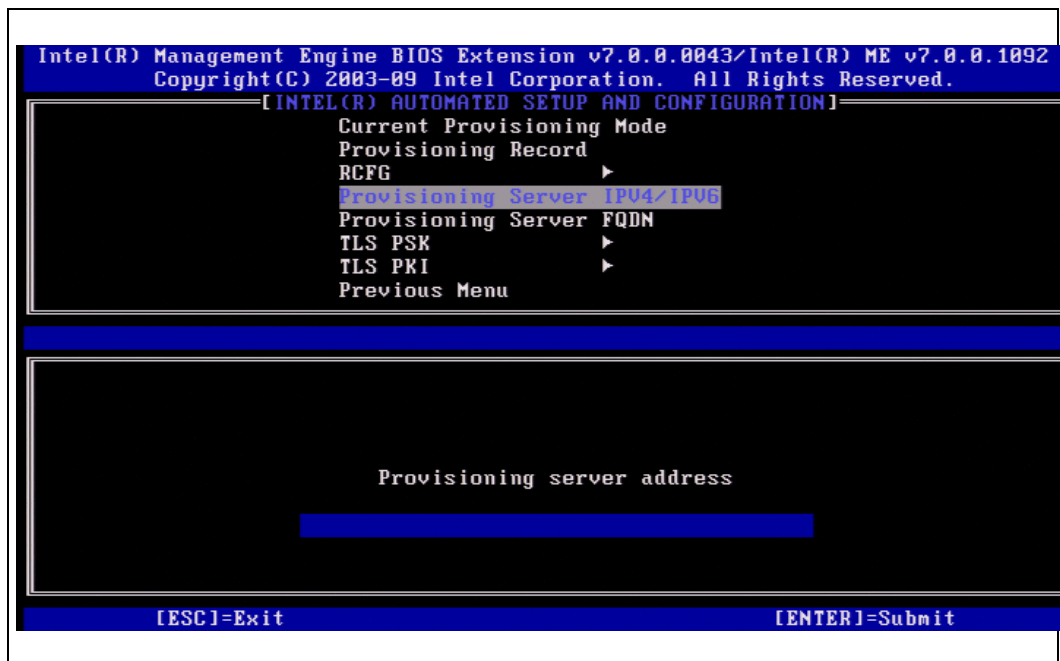 Intel(R) Management Engine BIOS Extension v7.0.0.0043/Intel(R) ME v7.0.0.1092
Copyright(C) 2003-09 Intel Corporation. All Rights Reserved.
[INTEL(R) AUTOMATED SETUP AND CONFIGURATION]
Current Provisioning Mode
Provisioning Record
RCFG ►
Provisioning Server IPV4/IPV6
Provisioning Server FQDN
TLS PSK ►
TLS PKI ►
Previous Menu
Provisioning server address
[ESC]=Exit [ENTER]=Submit